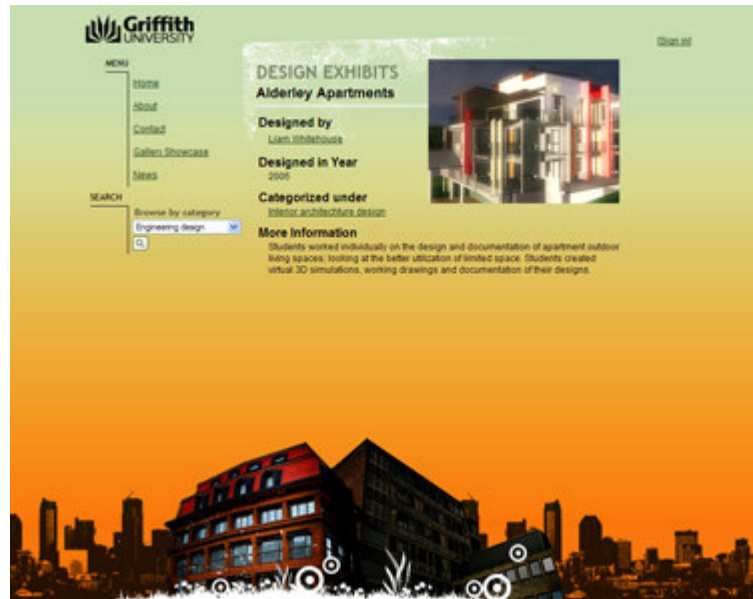 Griffith
UNIVERSITY
[Sign in]
MENU
Home
About
Contact
Gallery Showcase
News
SEARCH
Browse by category
Engineering design
DESIGN EXHIBITS
Alderley Apartments
Designed by
Liam Whitehouse
Designed in Year
2005
Categorized under
Interior architechture design
More Information
Students worked individually on the design and documentation of apartment outdoor
living spaces, looking at the better utilization of limited space. Students created
virtual 3D simulations, working drawings and documentation of their designs.